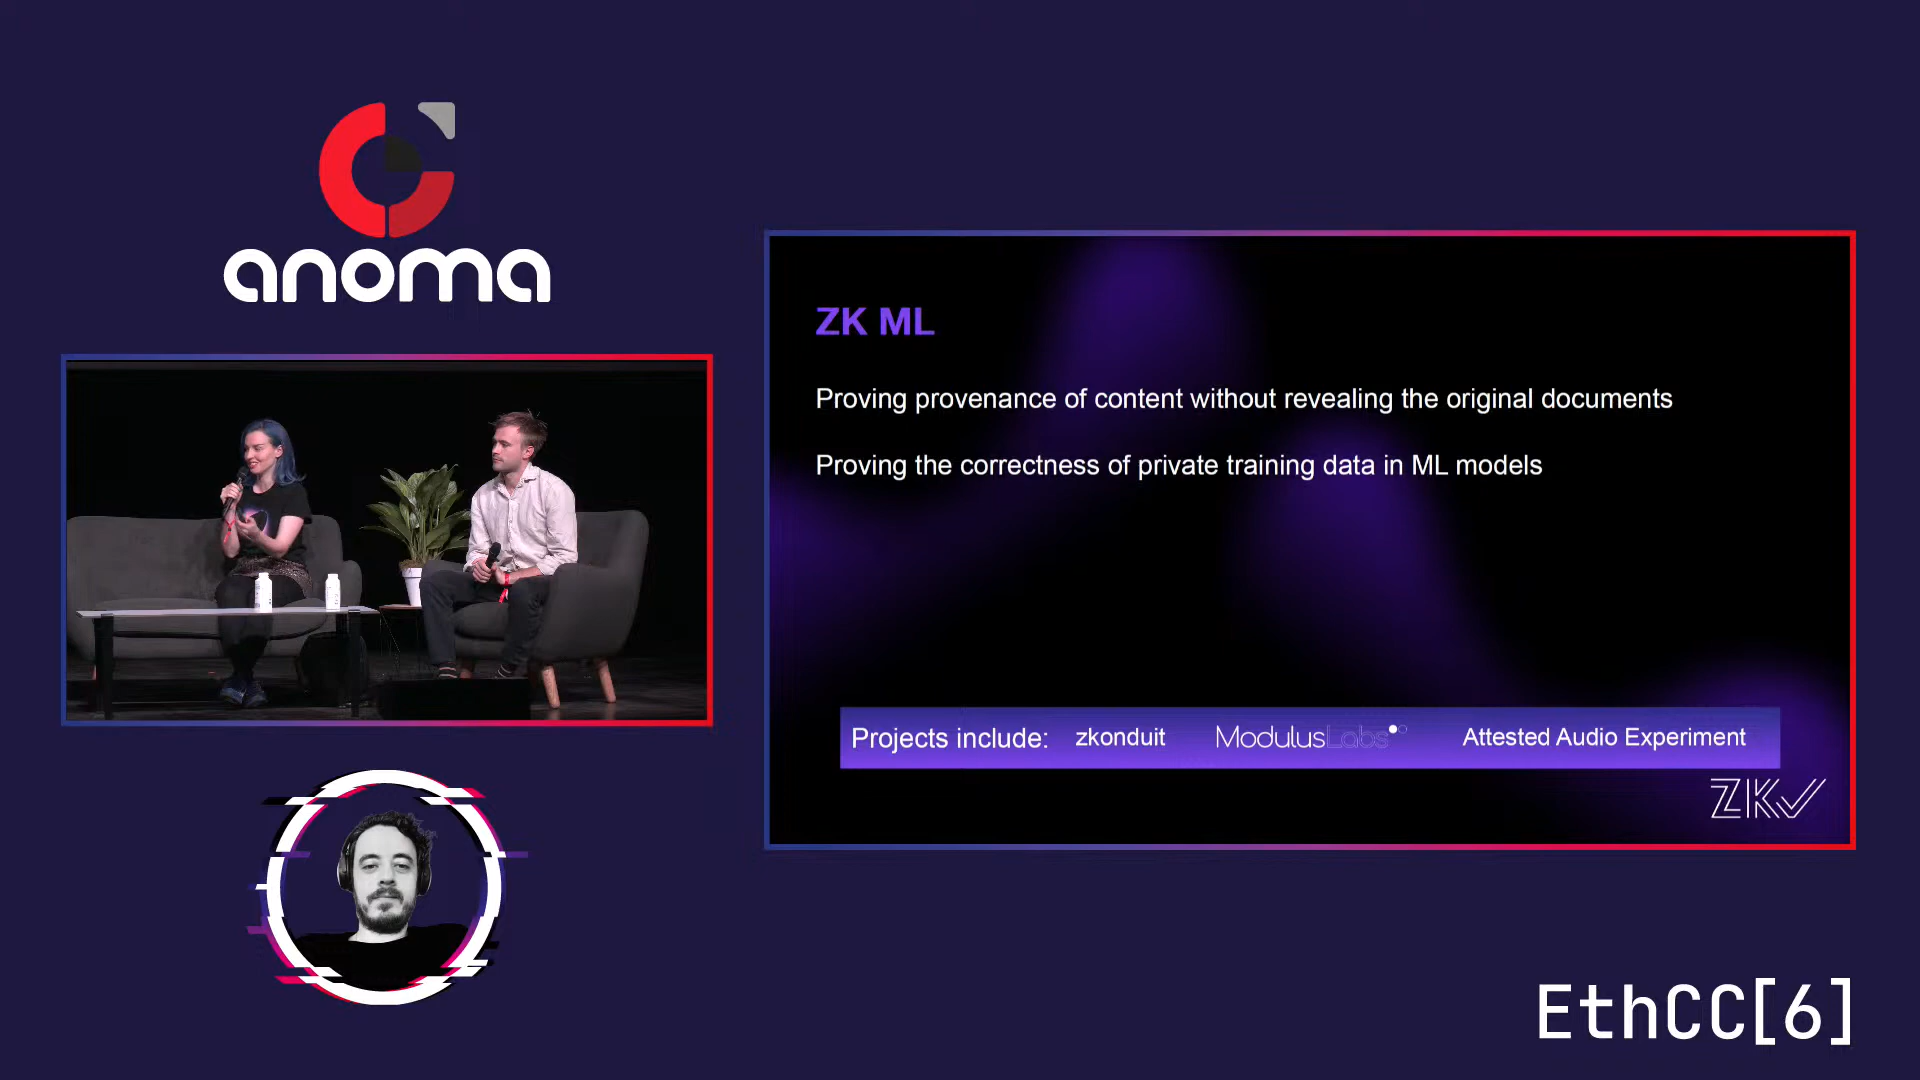 anoma
ZK ML
Proving provenance of content without revealing the original documents
Proving the correctness of private training data in ML models
Projects include: zkonduit ModulusLabs Attested Audio Experiment
ZK
EthCC[6]